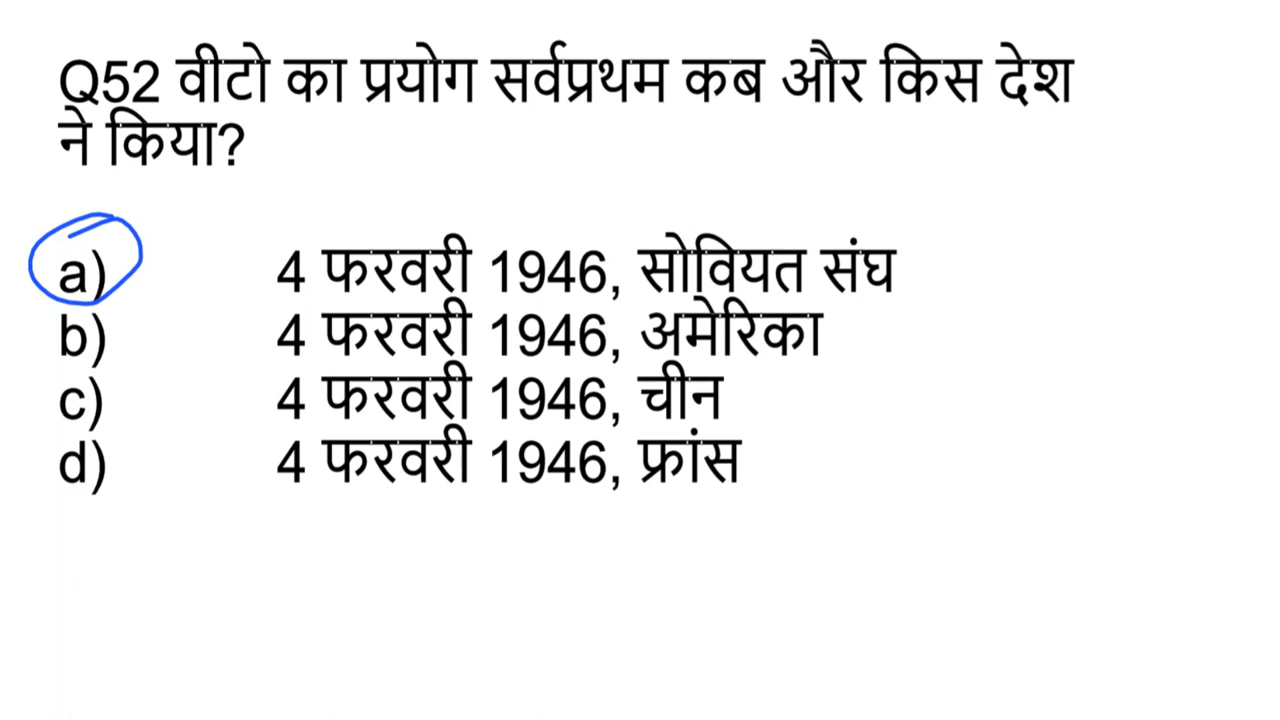 Q52 वीटो का प्रयोग सर्वप्रथम कब और किस देश
ने किया?
a) 4 फरवरी 1946, सोवियत संघ
b) 4 फरवरी 1946, अमेरिका
c) 4 फरवरी 1946, चीन
d) 4 फरवरी 1946, फ्रांस